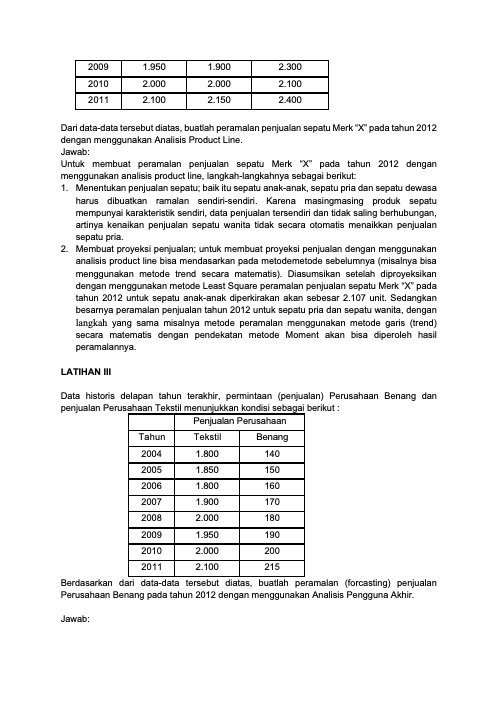 2009 1.950 1.900 2.300
2010 2.000 2.000 2.100
2011 2.100 2.150 2.400
Dari data-data tersebut diatas, buatlah peramalan penjualan sepatu Merk “X” pada tahun 2012
dengan menggunakan Analisis Product Line.
Jawab:
Untuk membuat peramalan penjualan sepatu Merk “X” pada tahun 2012 dengan
menggunakan analisis product line, langkah-langkahnya sebagai berikut:
1. Menentukan penjualan sepatu; baik itu sepatu anak-anak, sepatu pria dan sepatu dewasa
harus dibuatkan ramalan sendiri-sendiri. Karena masingmasing produk sepatu
mempunyai karakteristik sendiri, data penjualan tersendiri dan tidak saling berhubungan,
artinya kenaikan penjualan sepatu wanita tidak secara otomatis menaikkan penjualan
sepatu pria.
2. Membuat proyeksi penjualan; untuk membuat proyeksi penjualan dengan menggunakan
analisis product line bisa mendasarkan pada metodemetode sebelumnya (misalnya bisa
menggunakan metode trend secara matematis). Diasumsikan setelah diproyeksikan
dengan menggunakan metode Least Square peramalan penjualan sepatu Merk “X” pada
tahun 2012 untuk sepatu anak-anak diperkirakan akan sebesar 2.107 unit. Sedangkan
besarnya peramalan penjualan tahun 2012 untuk sepatu pria dan sepatu wanita, dengan
langkah yang sama misalnya metode peramalan menggunakan metode garis (trend)
secara matematis dengan pendekatan metode Moment akan bisa diperoleh hasil
peramalannya.
LATIHAN III
Data historis delapan tahun terakhir, permintaan (penjualan) Perusahaan Benang dan
penjualan Perusahaan Tekstil menunjukkan kondisi sebagai berikut :
Penjualan Perusahaan
Tahun Tekstil Benang
2004 1.800 140
2005 1.850 150
2006 1.800 160
2007 1.900 170
2008 2.000 180
2009 1.950 190
2010 2.000 200
2011 2.100 215
Berdasarkan dari data-data tersebut diatas, buatlah peramalan (forcasting) penjualan
Perusahaan Benang pada tahun 2012 dengan menggunakan Analisis Pengguna Akhir.
Jawab: